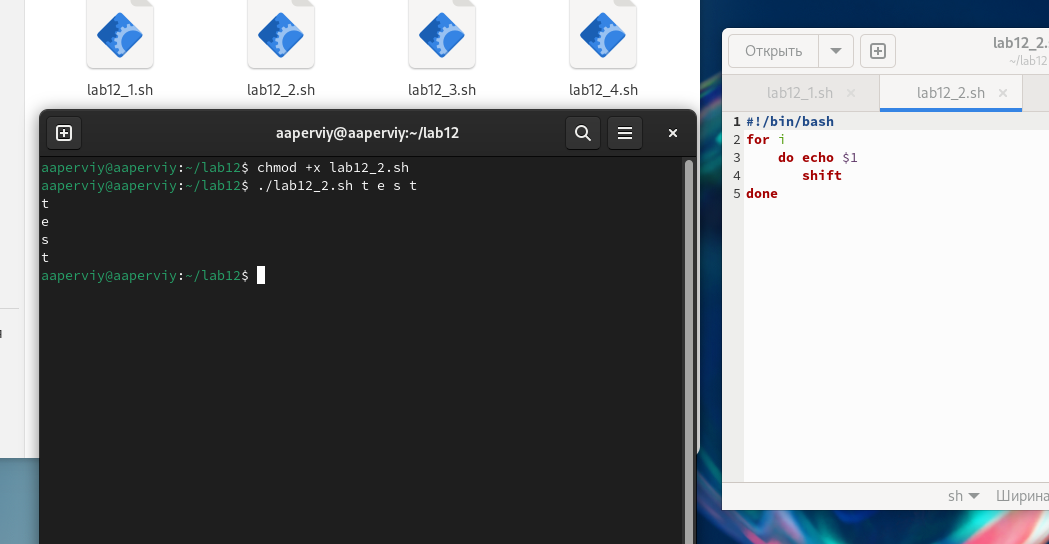 lab12_1.sh
lab12_2.sh
lab12_3.sh
lab12_4.sh
aaperviy@aaperviy:~/lab12
aaperviy@aaperviy:~/lab12$ chmod +x lab12_2.sh
aaperviy@aaperviy:~/lab12$ ./lab12_2.sh t e s t
t
e
s
t
aaperviy@aaperviy:~/lab12$
Открыть
lab12_2.
~/lab12
lab12_1.sh
lab12_2.sh
1 #!/bin/bash
2 for i
3 do echo $1
4 shift
5 done
sh
Ширина